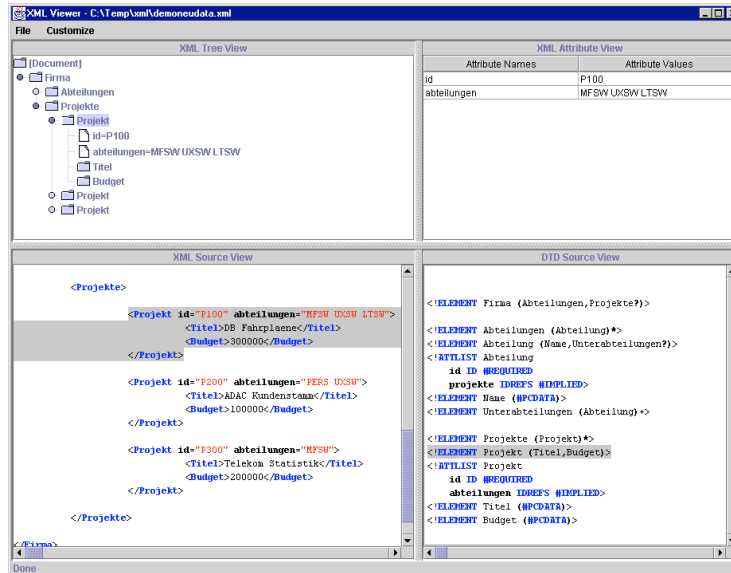 XML Viewer - C:\Temp\xml\demoneudata.xml
File Customize
XML Tree View
[Document]
Firma
Abteilungen
Projekte
Projekt
id=P100
abteilungen=MFSW UXSW LTSW
Titel
Budget
Projekt
Projekt
XML Attribute View
Attribute Names Attribute Values
id P100
abteilungen MFSW UXSW LTSW
XML Source View
<Projekte>
<Projekt id="P100" abteilungen="MFSW UXSW LTSW">
<Titel>DB Fahrplaene</Titel>
<Budget>300000</Budget>
</Projekt>
<Projekt id="P200" abteilungen="PERS UXSW">
<Titel>ADAC Kundenstamm</Titel>
<Budget>100000</Budget>
</Projekt>
<Projekt id="P300" abteilungen="MFSW">
<Titel>Telekom Statistik</Titel>
<Budget>200000</Budget>
</Projekt>
</Projekte>
</Firma>
DTD Source View
<!ELEMENT Firma (Abteilungen,Projekte?)>
<!ELEMENT Abteilungen (Abteilung)*>
<!ELEMENT Abteilung (Name,Unterabteilungen?)>
<!ATTLIST Abteilung
id ID #REQUIRED
projekte IDREFS #IMPLIED>
<!ELEMENT Name (#PCDATA)>
<!ELEMENT Unterabteilungen (Abteilung)+>
<!ELEMENT Projekte (Projekt)*>
<!ELEMENT Projekt (Titel,Budget)>
<!ATTLIST Projekt
id ID #REQUIRED
abteilungen IDREFS #IMPLIED>
<!ELEMENT Titel (#PCDATA)>
<!ELEMENT Budget (#PCDATA)>
Done